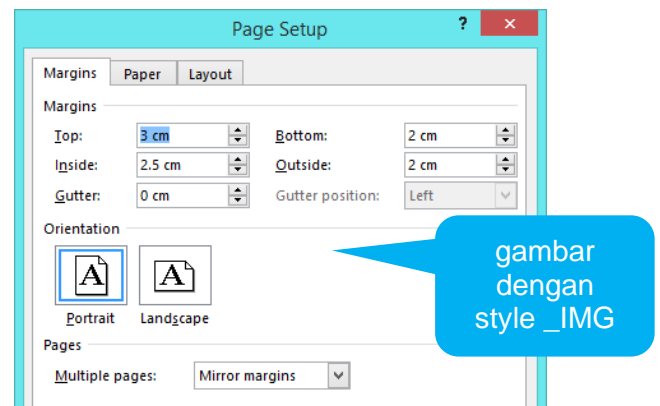 Page Setup ? ×
Margins Paper Layout
Margins
Top: 3 cm Bottom: 2 cm
Inside: 2.5 cm Outside: 2 cm
Gutter: 0 cm Gutter position: Left
Orientation
A A
Portrait Landscape
gambar
dengan
style _IMG
Pages
Multiple pages: Mirror margins